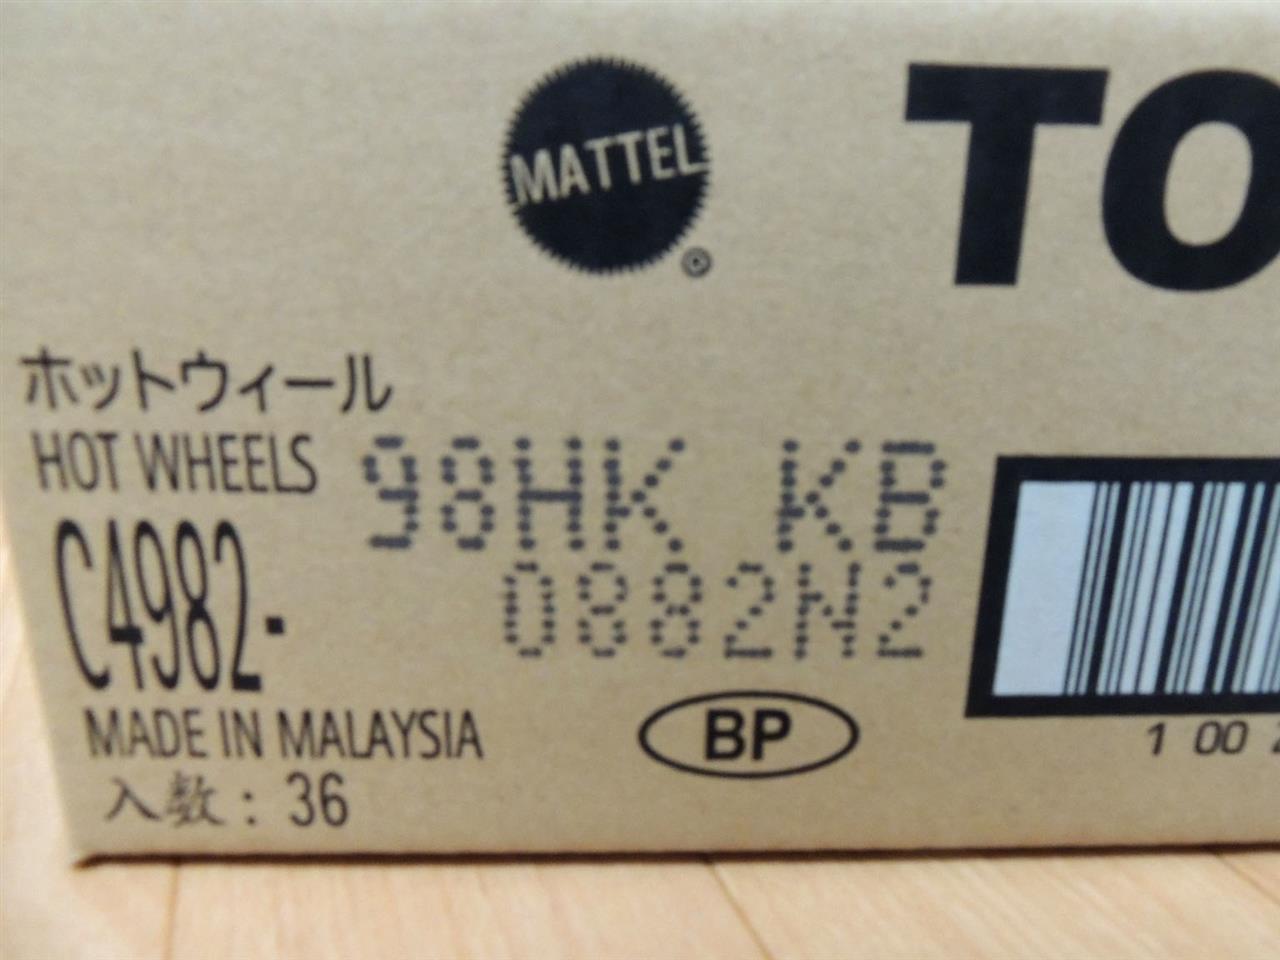 MATTEL
TO
ホットウィール
HOT WHEELS
98HK KB
C4982-
0882N2
MADE IN MALAYSIA
BP
1 00
入数: 36